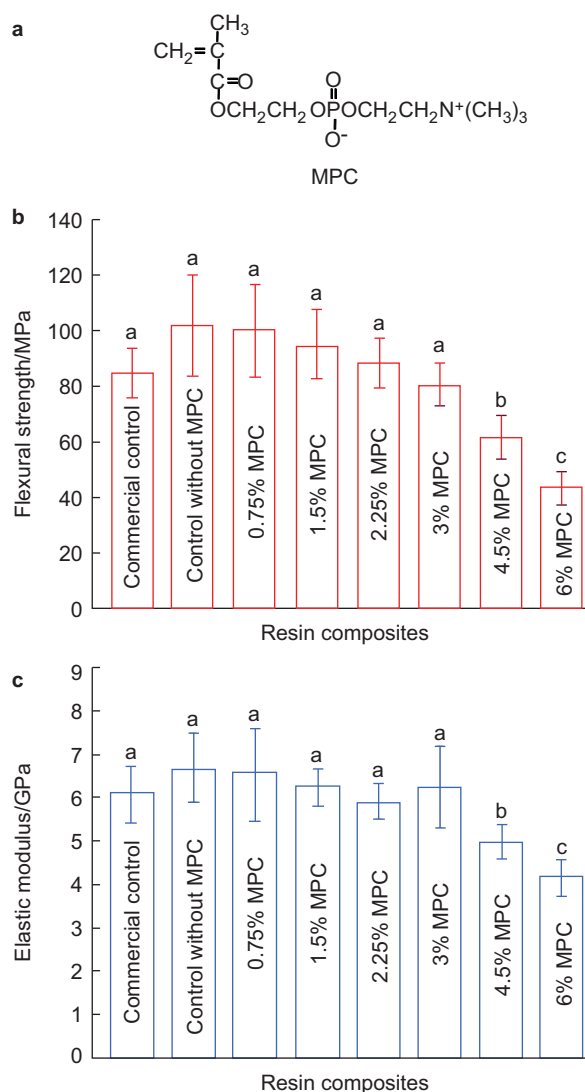 a
CH₃
CH₂=C
C=O
OCH₂CH₂OPOCH₂CH₂N⁺(CH₃)₃
O
O⁻
MPC
b
140
120
100
80
60
40
20
0
Flexural strength/MPa
a
a
a
a
a
a
b
c
Commercial control
Control without MPC
0.75% MPC
1.5% MPC
2.25% MPC
3% MPC
4.5% MPC
6% MPC
Resin composites
c
9
8
7
6
5
4
3
2
1
0
Elastic modulus/GPa
a
a
a
a
a
a
b
c
Commercial control
Control without MPC
0.75% MPC
1.5% MPC
2.25% MPC
3% MPC
4.5% MPC
6% MPC
Resin composites